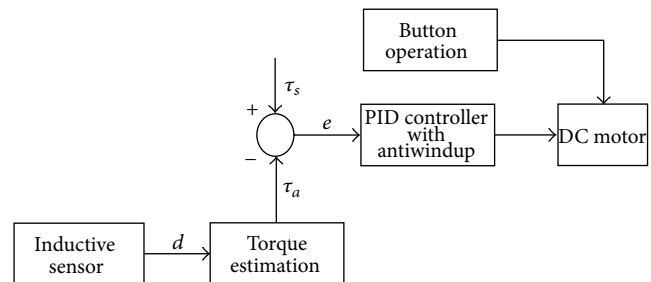 Button
operation
τs
+
e
PID controller
with
antiwindup
DC motor
−
τa
Inductive
sensor
d
Torque
estimation